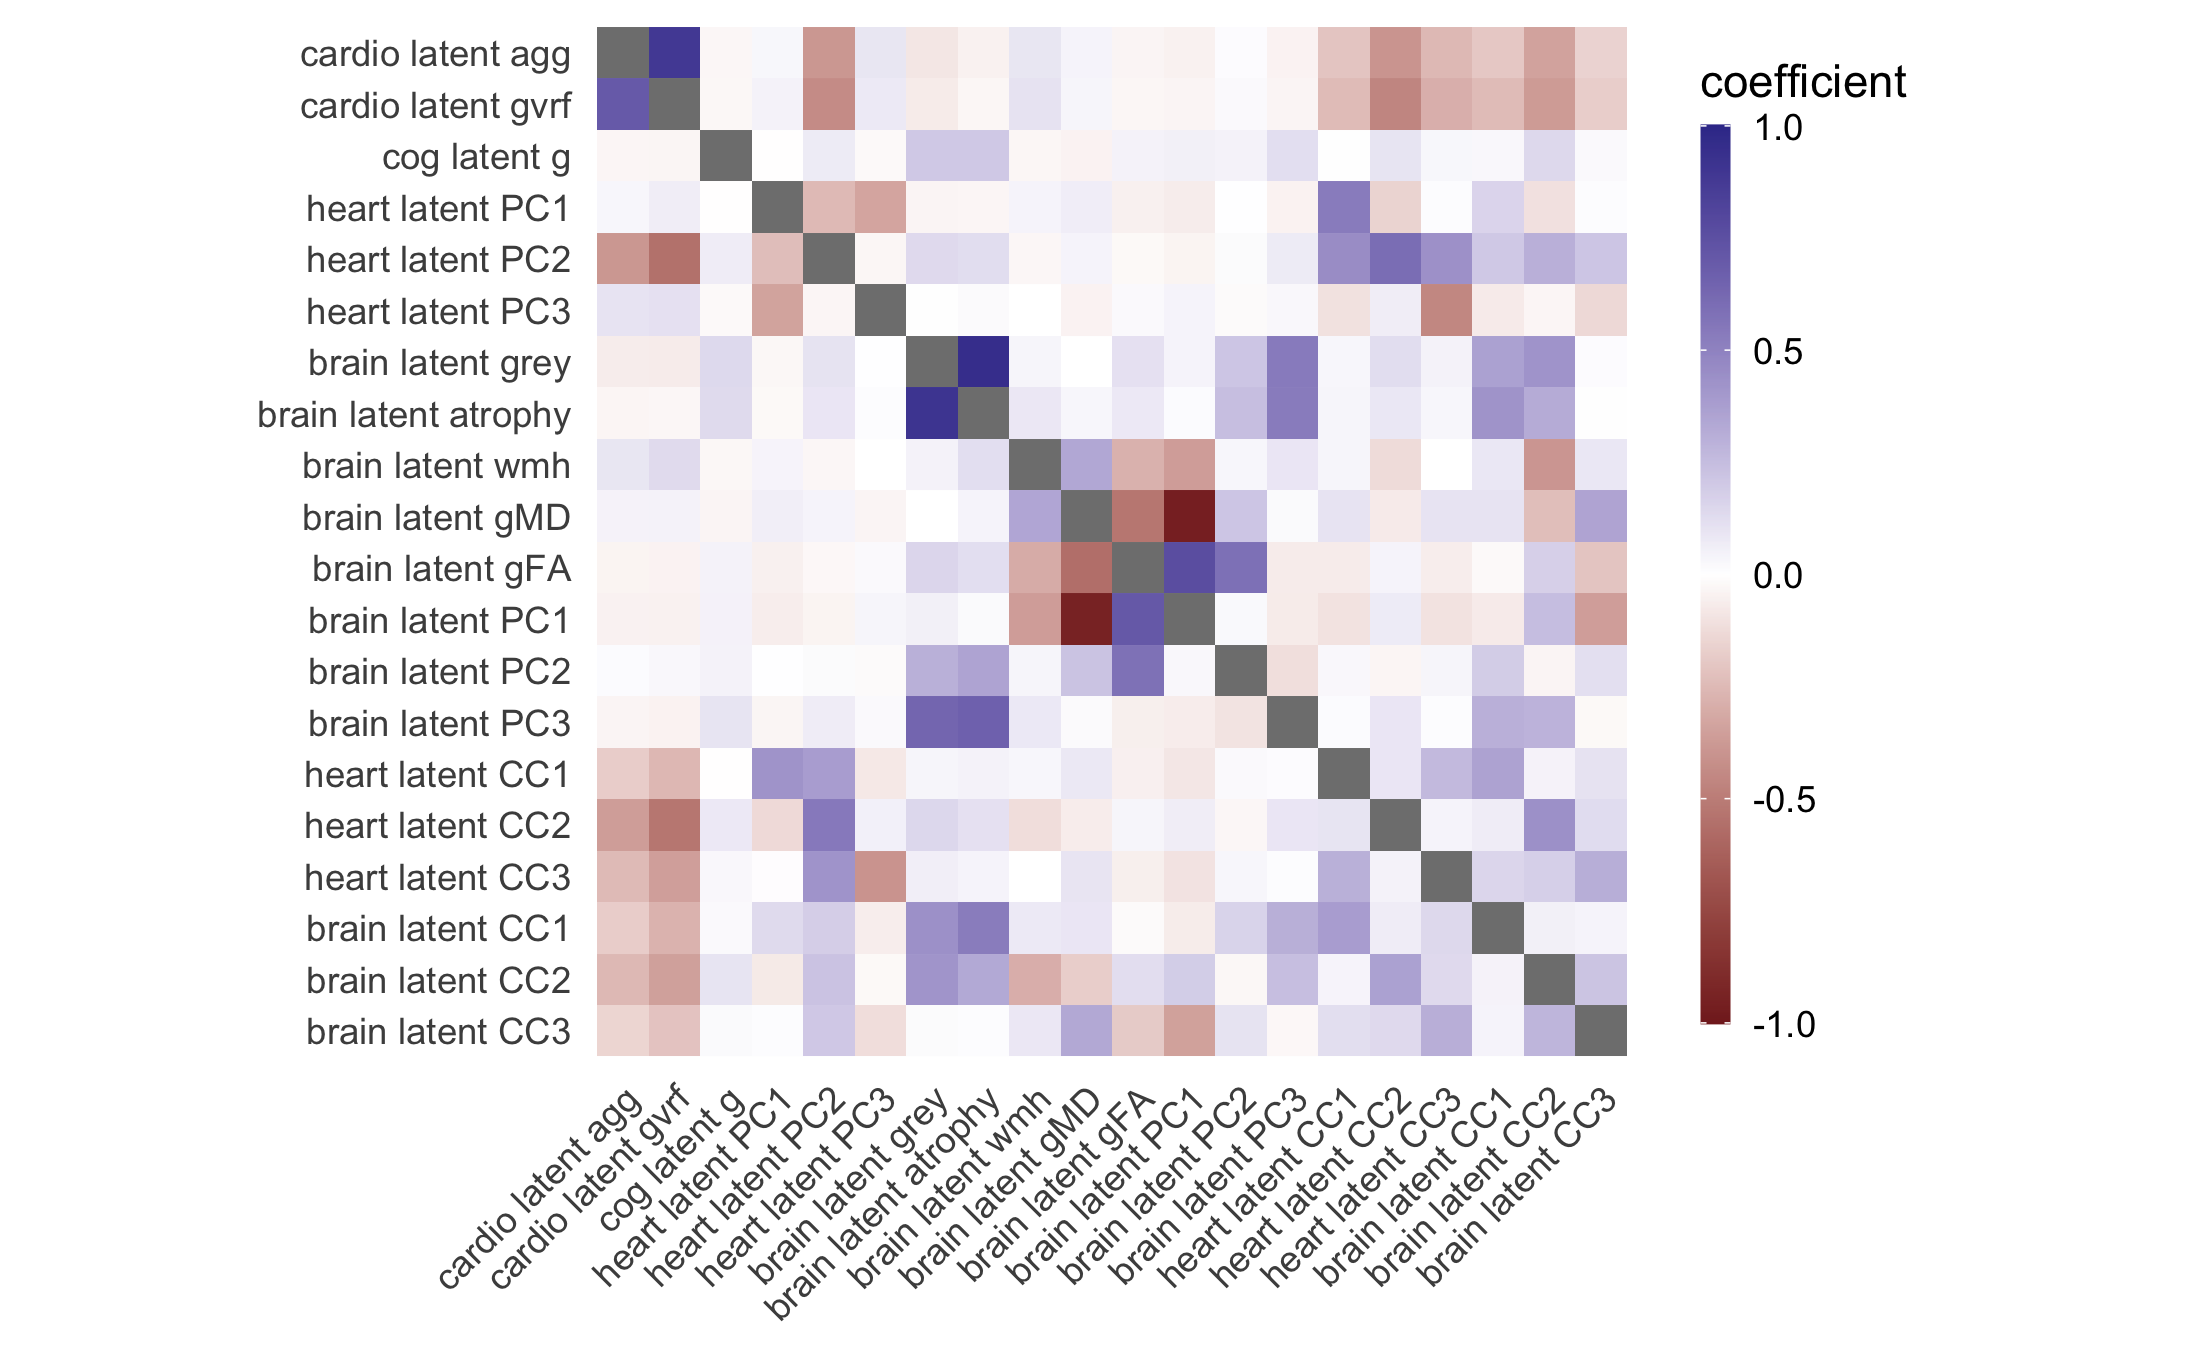 cardio latent agg
cardio latent gvrf
cog latent g
heart latent PC1
heart latent PC2
heart latent PC3
brain latent grey
brain latent atrophy
brain latent wmh
brain latent gMD
brain latent gFA
brain latent PC1
brain latent PC2
brain latent PC3
heart latent CC1
heart latent CC2
heart latent CC3
brain latent CC1
brain latent CC2
brain latent CC3
cardio latent agg
cardio latent gvrf
cog latent g
heart latent PC1
heart latent PC2
heart latent PC3
brain latent grey
brain latent atrophy
brain latent wmh
brain latent gMD
brain latent gFA
brain latent PC1
brain latent PC2
brain latent PC3
heart latent CC1
heart latent CC2
heart latent CC3
brain latent CC1
brain latent CC2
brain latent CC3
coefficient
1.0
0.5
0.0
-0.5
-1.0